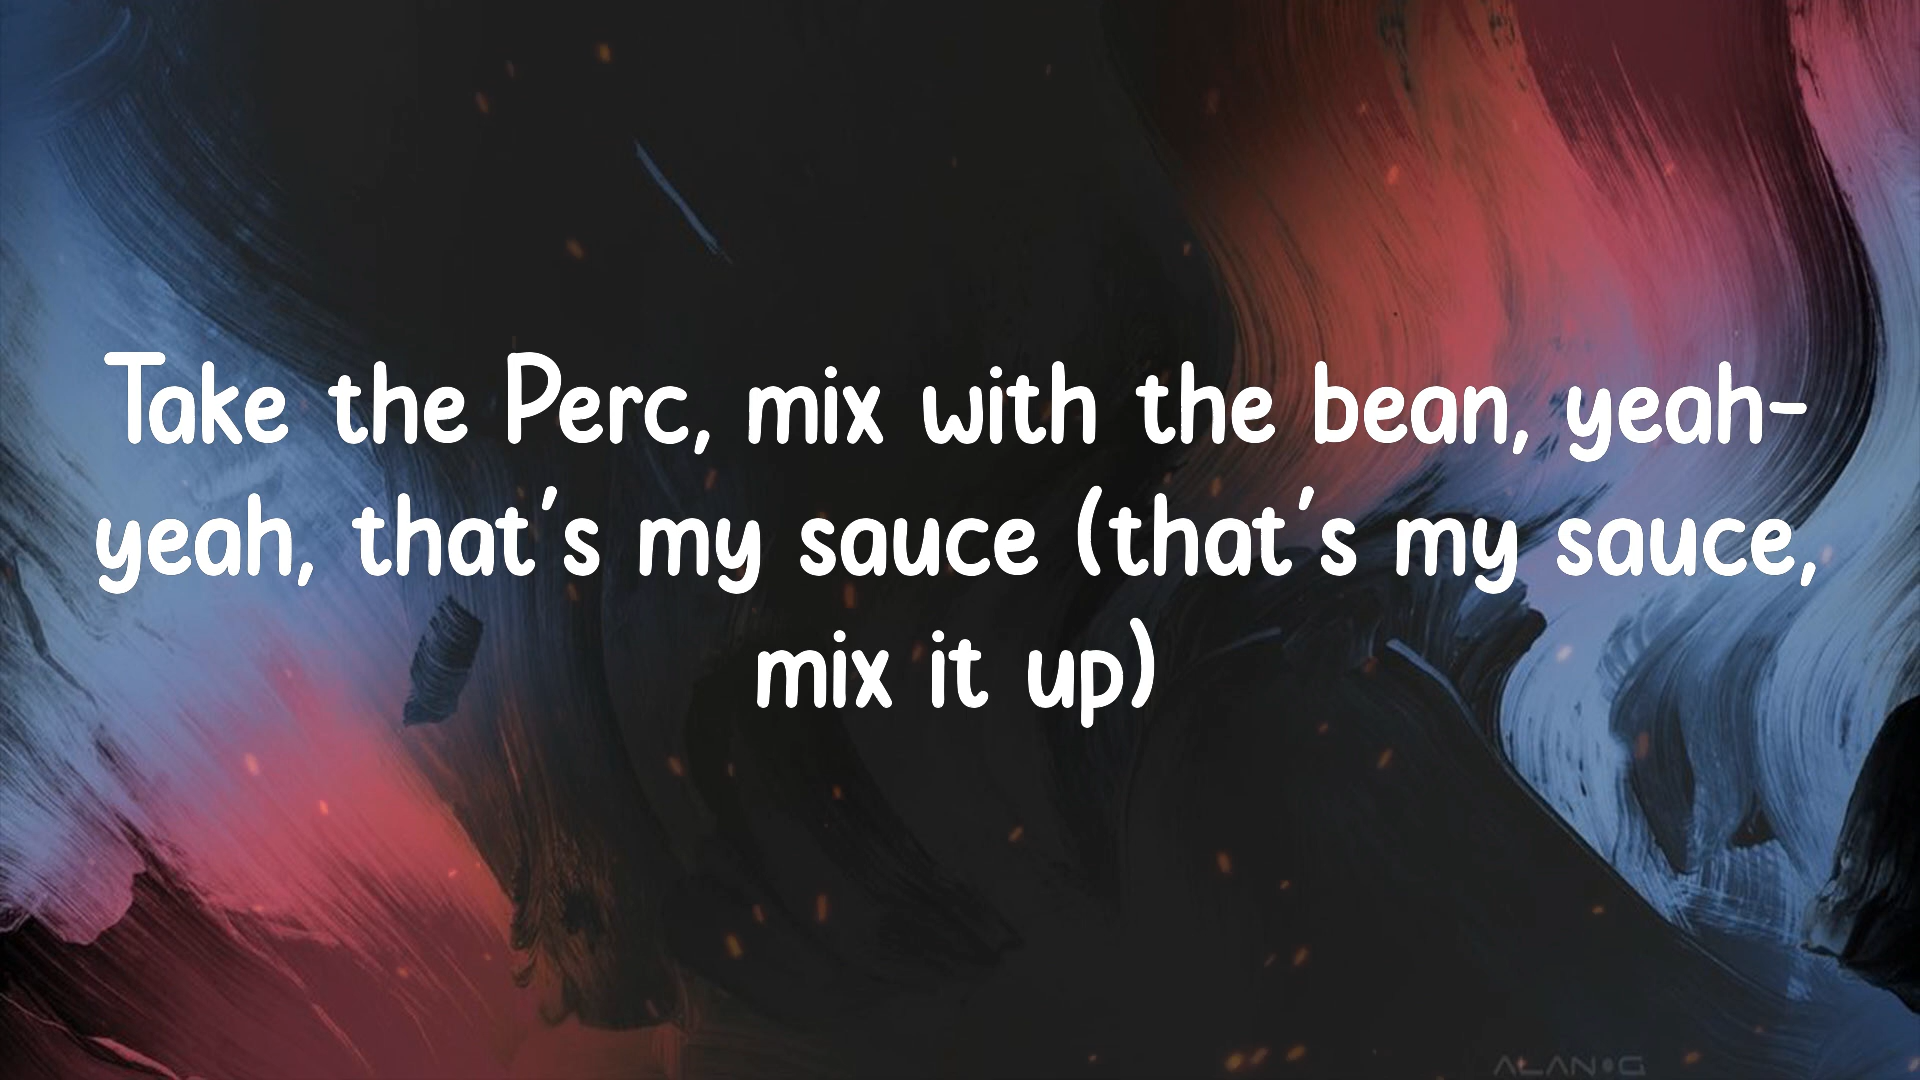 Take the Perc, mix with the bean, yeah-
yeah, that's my sauce (that's my sauce,
mix it up)
ALAN G